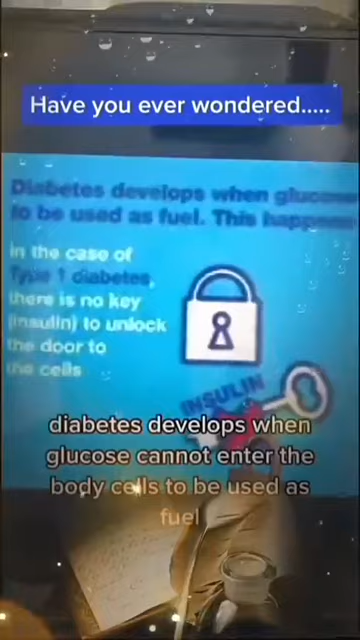 Have you ever wondered.....
Diabetes develops when glucose
to be used as fuel. This happens
in the case of
Type 1 diabetes,
there is no key
(insulin) to unlock
the door to
the cells
INSULIN
diabetes develops when
glucose cannot enter the
body cells to be used as
fuel